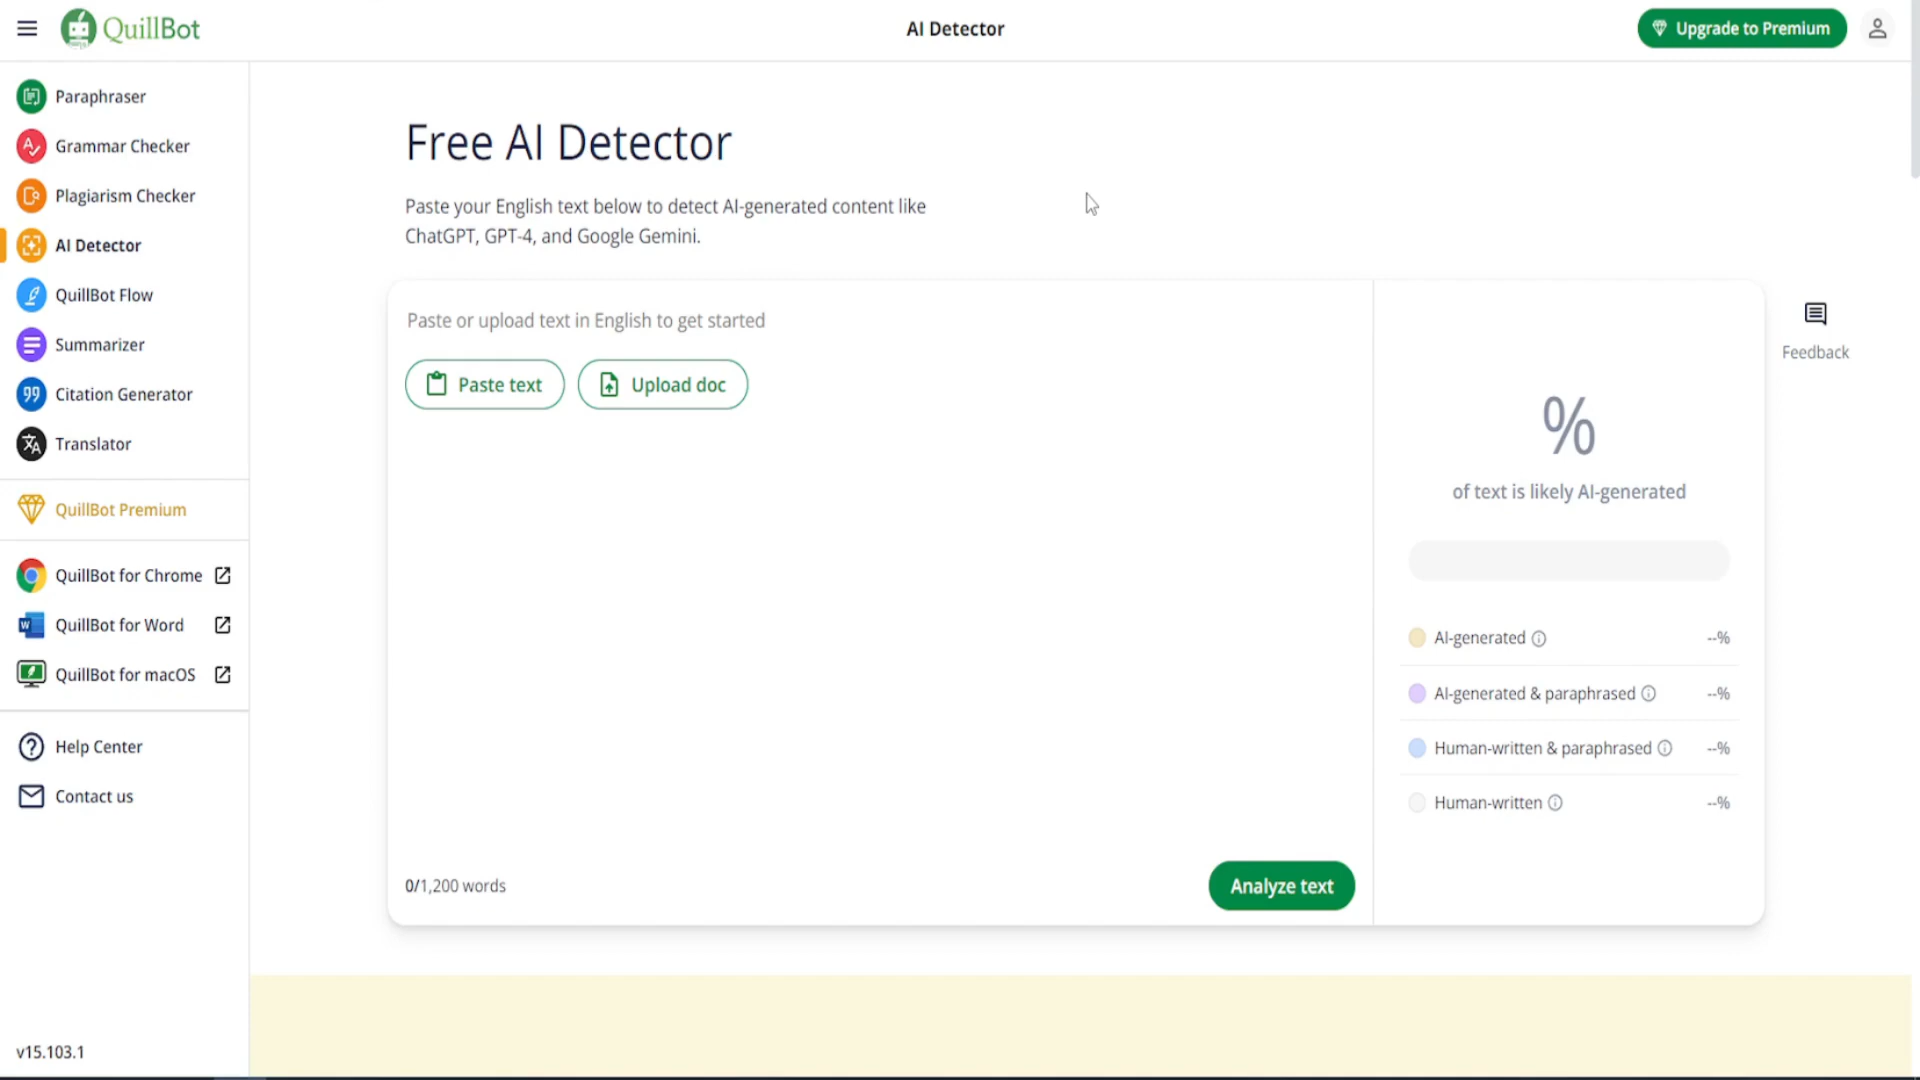 QuillBot
AI Detector
Upgrade to Premium
Paraphraser
Grammar Checker
Plagiarism Checker
AI Detector
QuillBot Flow
Summarizer
Citation Generator
Translator
QuillBot Premium
QuillBot for Chrome
QuillBot for Word
QuillBot for macOS
Help Center
Contact us
v15.103.1
Free AI Detector
Paste your English text below to detect AI-generated content like
ChatGPT, GPT-4, and Google Gemini.
Paste or upload text in English to get started
Paste text
Upload doc
0/1,200 words
Analyze text
%
of text is likely AI-generated
AI-generated --%
AI-generated & paraphrased --%
Human-written & paraphrased --%
Human-written --%
Feedback